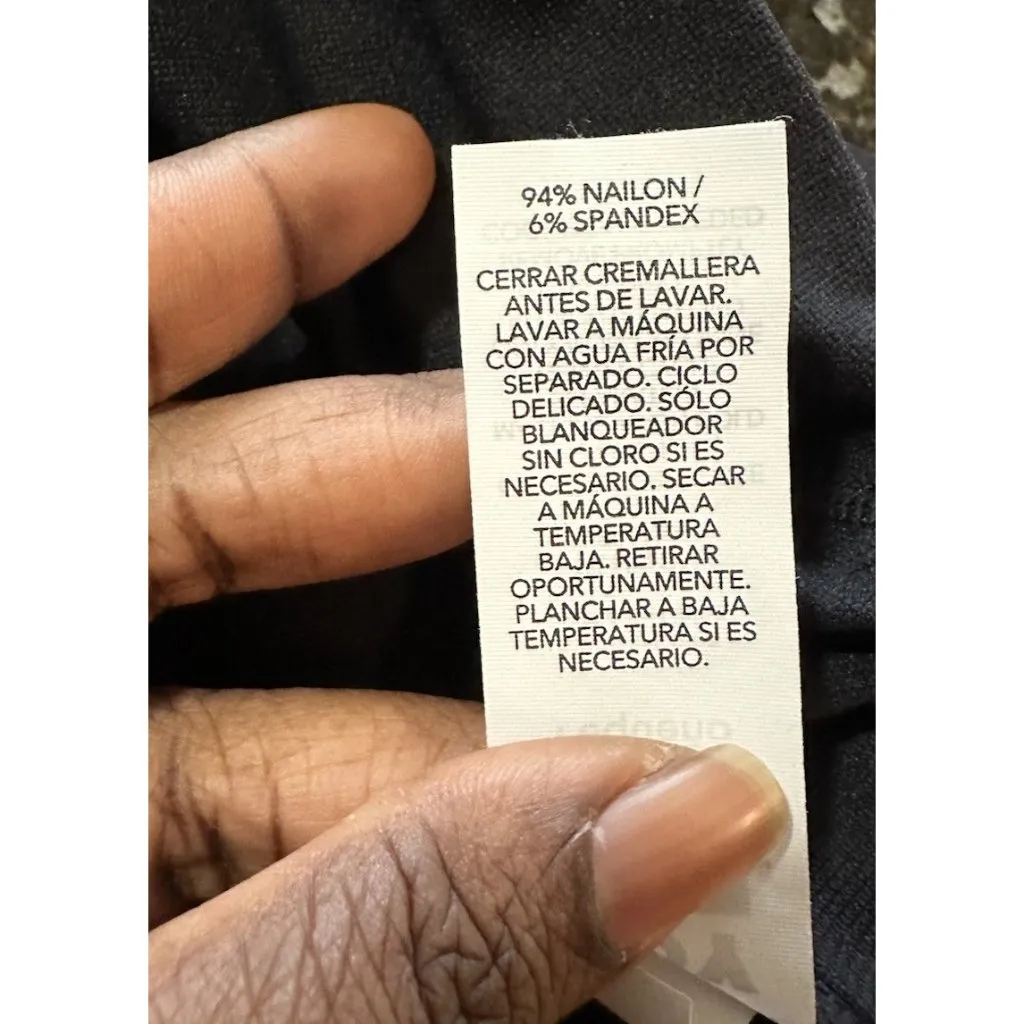 94% NAILON /
6% SPANDEX
CERRAR CREMALLERA
ANTES DE LAVAR.
LAVAR A MÁQUINA
CON AGUA FRÍA POR
SEPARADO. CICLO
DELICADO. SÓLO
BLANQUEADOR
SIN CLORO SI ES
NECESARIO. SECAR
A MÁQUINA A
TEMPERATURA
BAJA. RETIRAR
OPORTUNAMENTE.
PLANCHAR A BAJA
TEMPERATURA SI ES
NECESARIO.